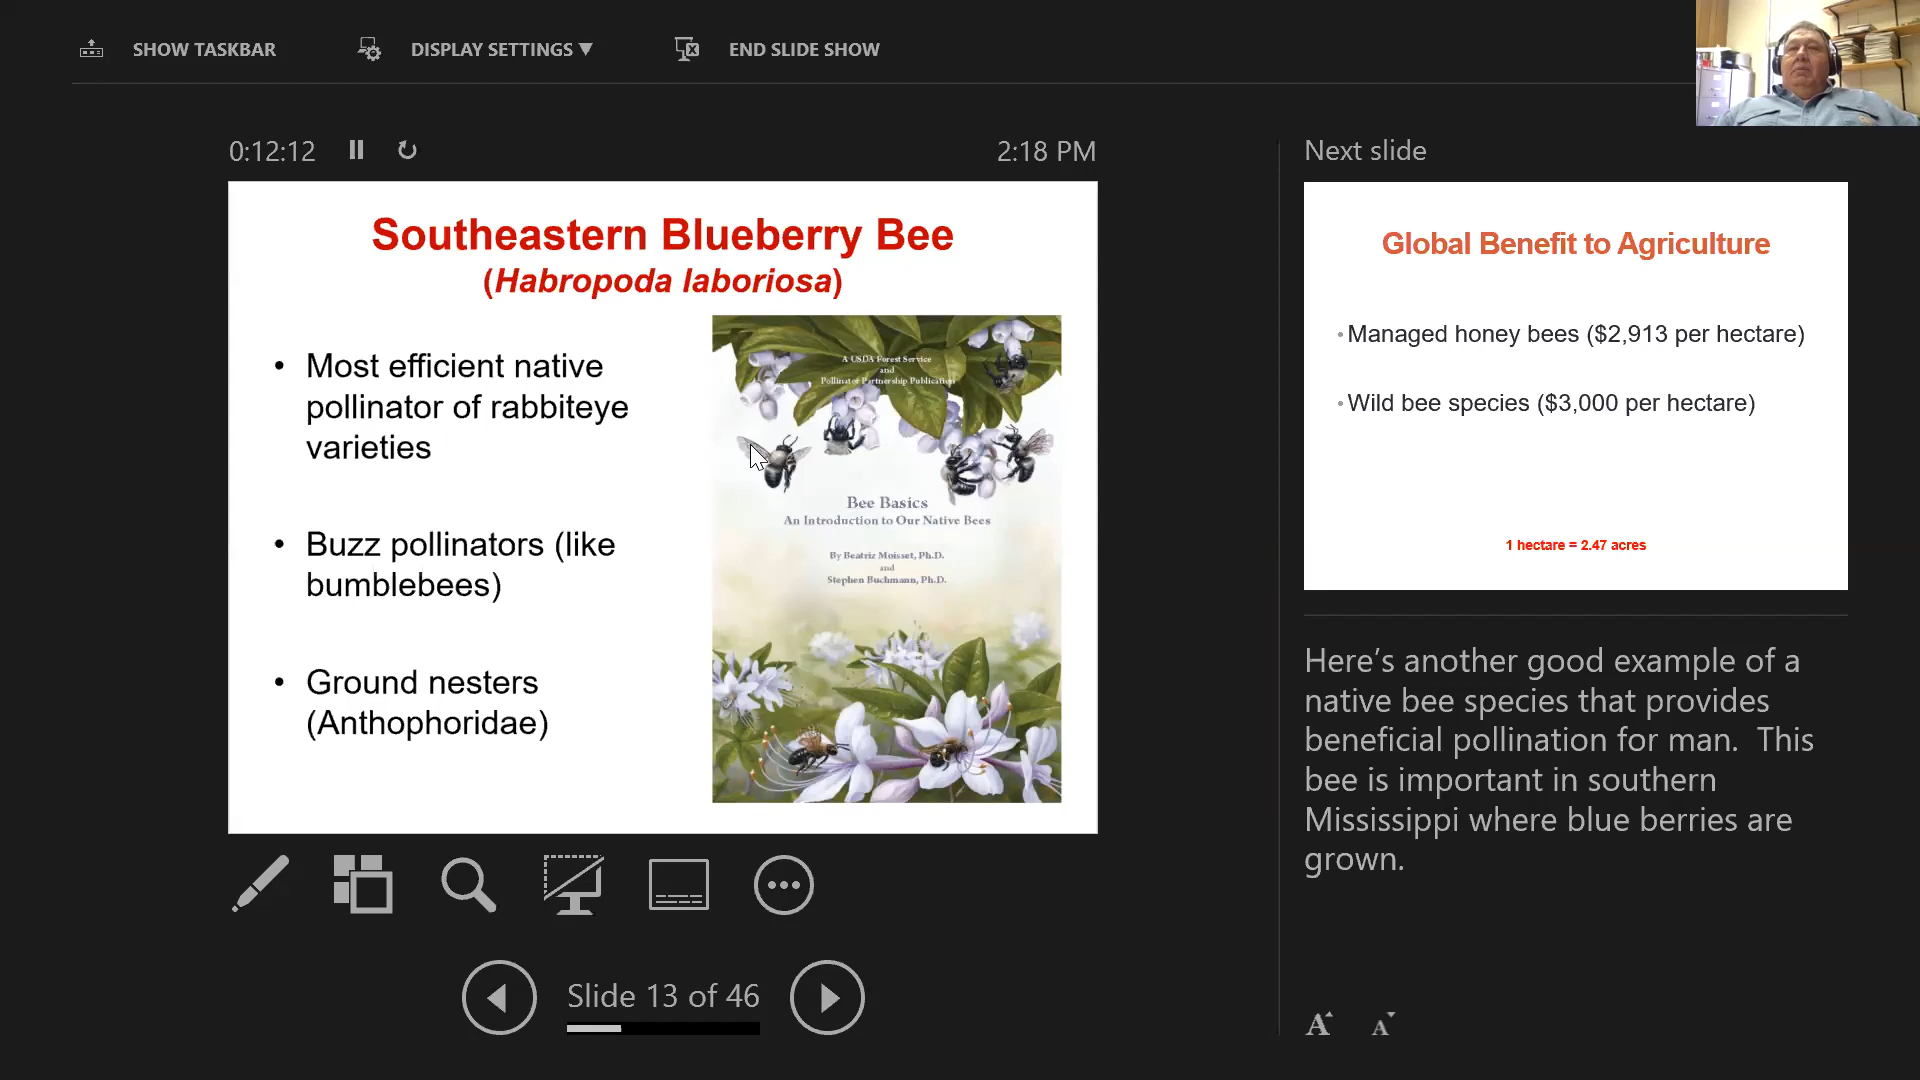 SHOW TASKBAR
DISPLAY SETTINGS ▼
END SLIDE SHOW
0:12:12
2:18 PM
Southeastern Blueberry Bee
(Habropoda laboriosa)
• Most efficient native
pollinator of rabbiteye
varieties
• Buzz pollinators (like
bumblebees)
• Ground nesters
(Anthophoridae)
A USDA Forest Service
and
Pollinator Partnership Publication
Bee Basics
An Introduction to Our Native Bees
By Beatriz Moisset, Ph.D.
and
Stephen Buchmann, Ph.D.
Slide 13 of 46
Next slide
Global Benefit to Agriculture
• Managed honey bees ($2,913 per hectare)
• Wild bee species ($3,000 per hectare)
1 hectare = 2.47 acres
Here’s another good example of a
native bee species that provides
beneficial pollination for man.  This
bee is important in southern
Mississippi where blue berries are
grown.
A A